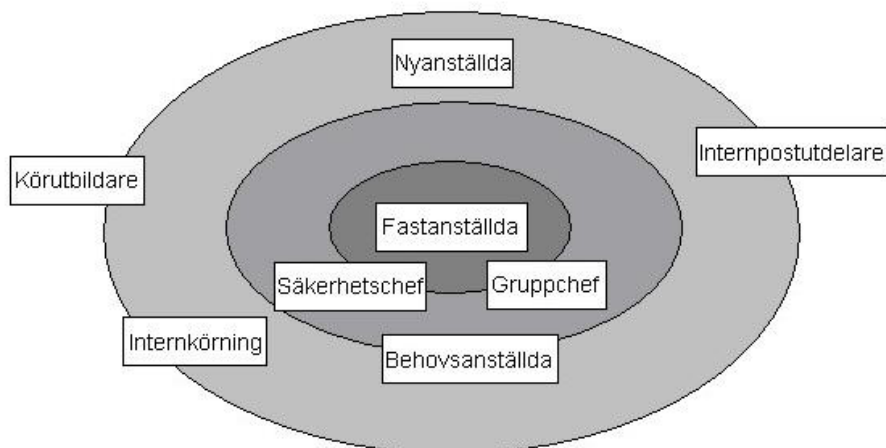 Nyanställda
Internpostutdelare
Körutbildare
Fastanställda
Säkerhetschef
Gruppchef
Internkörning
Behovsanställda